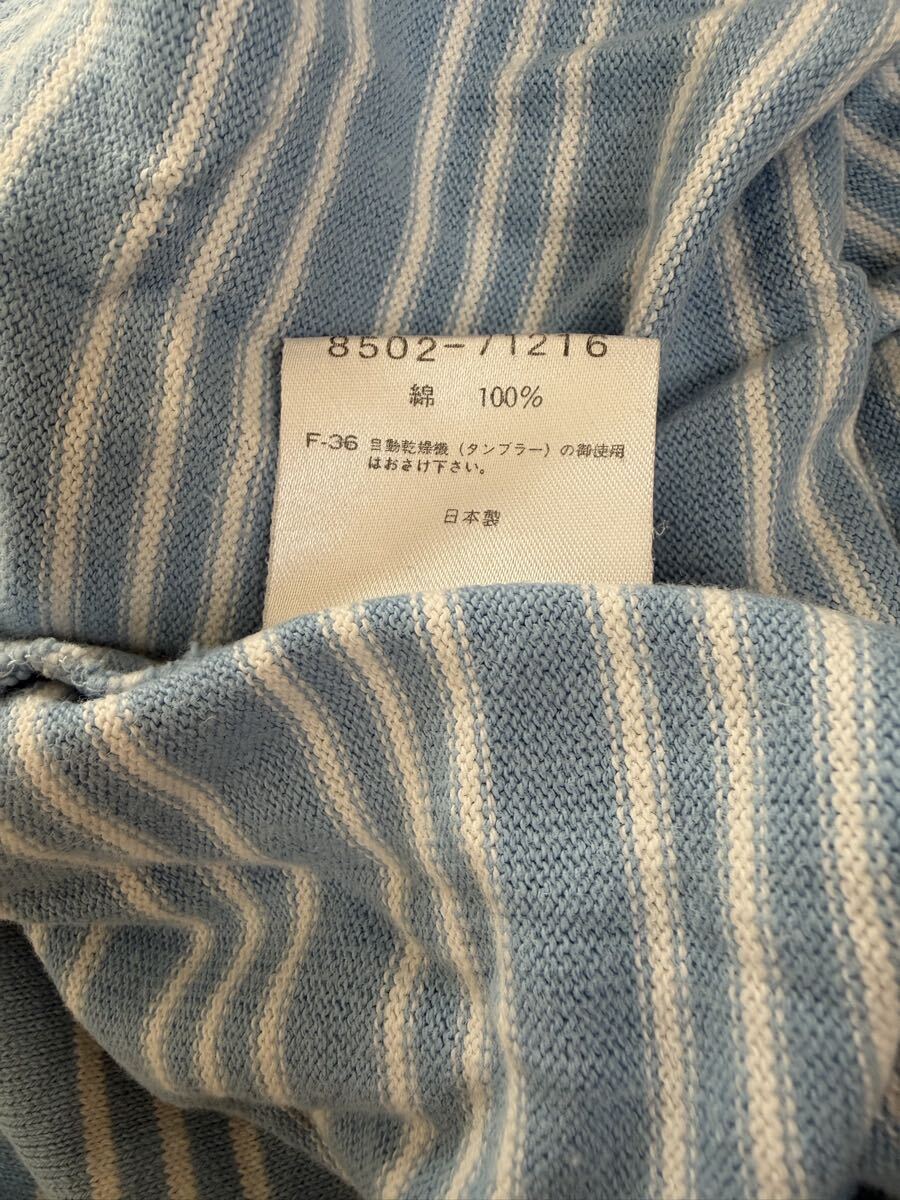 8502-71216
綿 100%
F-36 自動乾燥機（タンブラー）の御使用
はおさけ下さい。
日本製